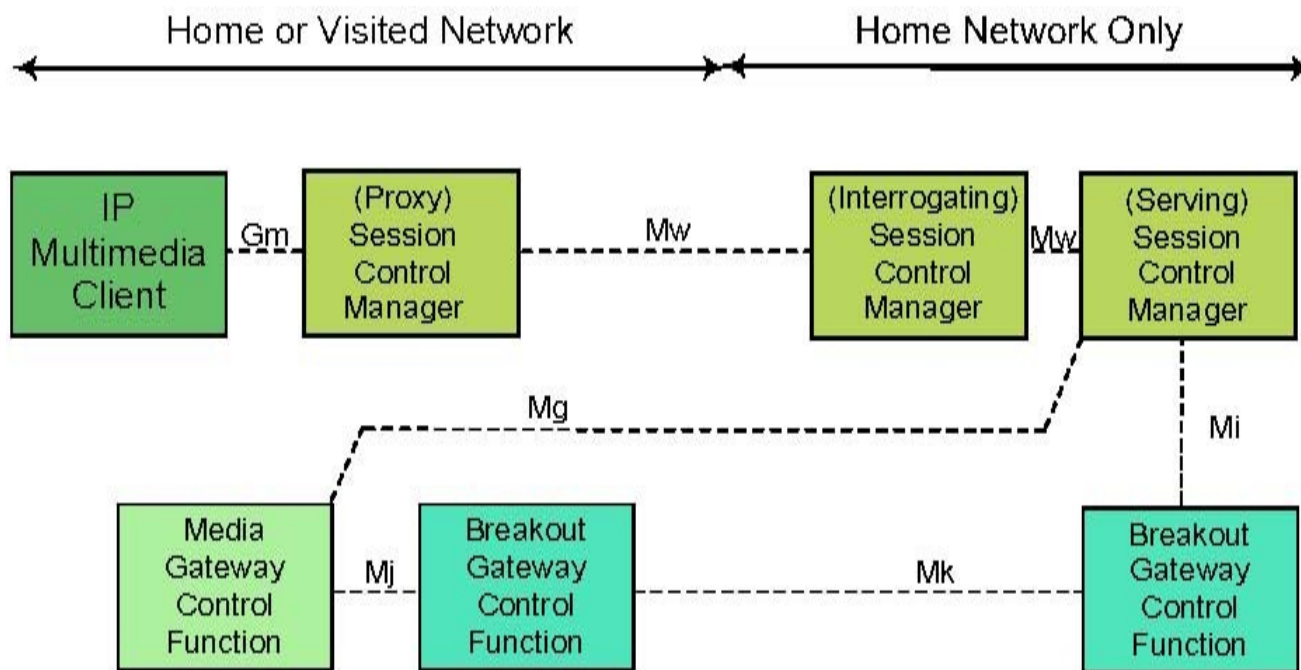 Home or Visited Network
Home Network Only
IP
Multimedia
Client
Gm
(Proxy)
Session
Control
Manager
Mw
(Interrogating)
Session
Control
Manager
Mw
(Serving)
Session
Control
Manager
Mg
Mi
Media
Gateway
Control
Function
Mj
Breakout
Gateway
Control
Function
Mk
Breakout
Gateway
Control
Function